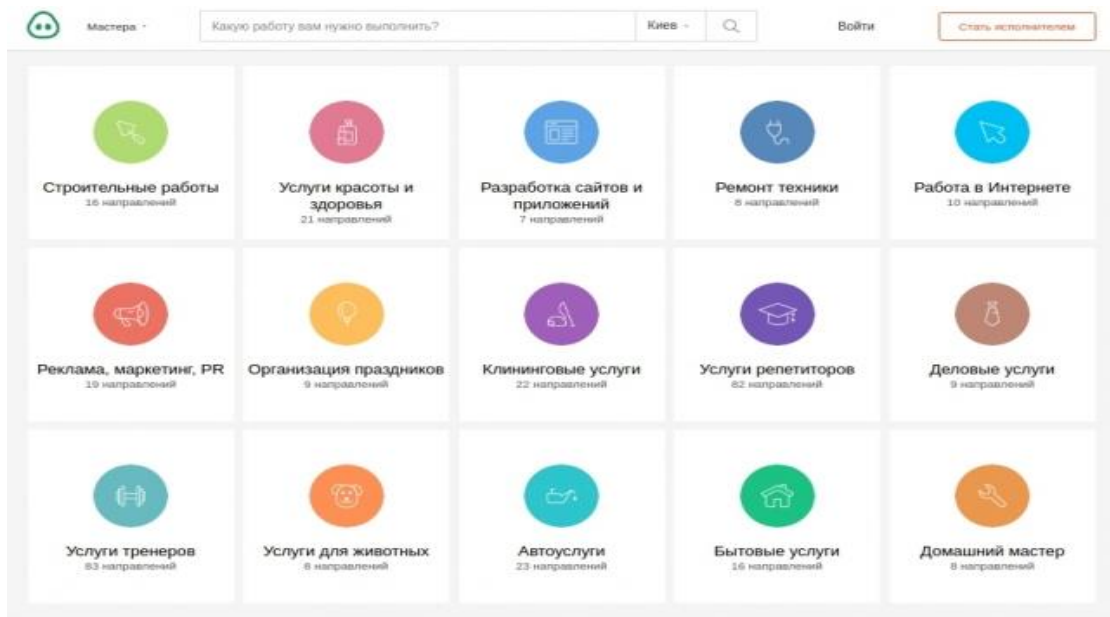 Мастера
Какую работу вам нужно выполнить?
Киев
Войти
Стать исполнителем
Строительные работы
16 направлений
Услуги красоты и
здоровья
21 направлений
Разработка сайтов и
приложений
7 направлений
Ремонт техники
8 направлений
Работа в Интернете
10 направлений
Реклама, маркетинг, PR
19 направлений
Организация праздников
9 направлений
Клининговые услуги
22 направлений
Услуги репетиторов
82 направлений
Деловые услуги
9 направлений
Услуги тренеров
83 направлений
Услуги для животных
6 направлений
Автоуслуги
23 направлений
Бытовые услуги
16 направлений
Домашний мастер
8 направлений